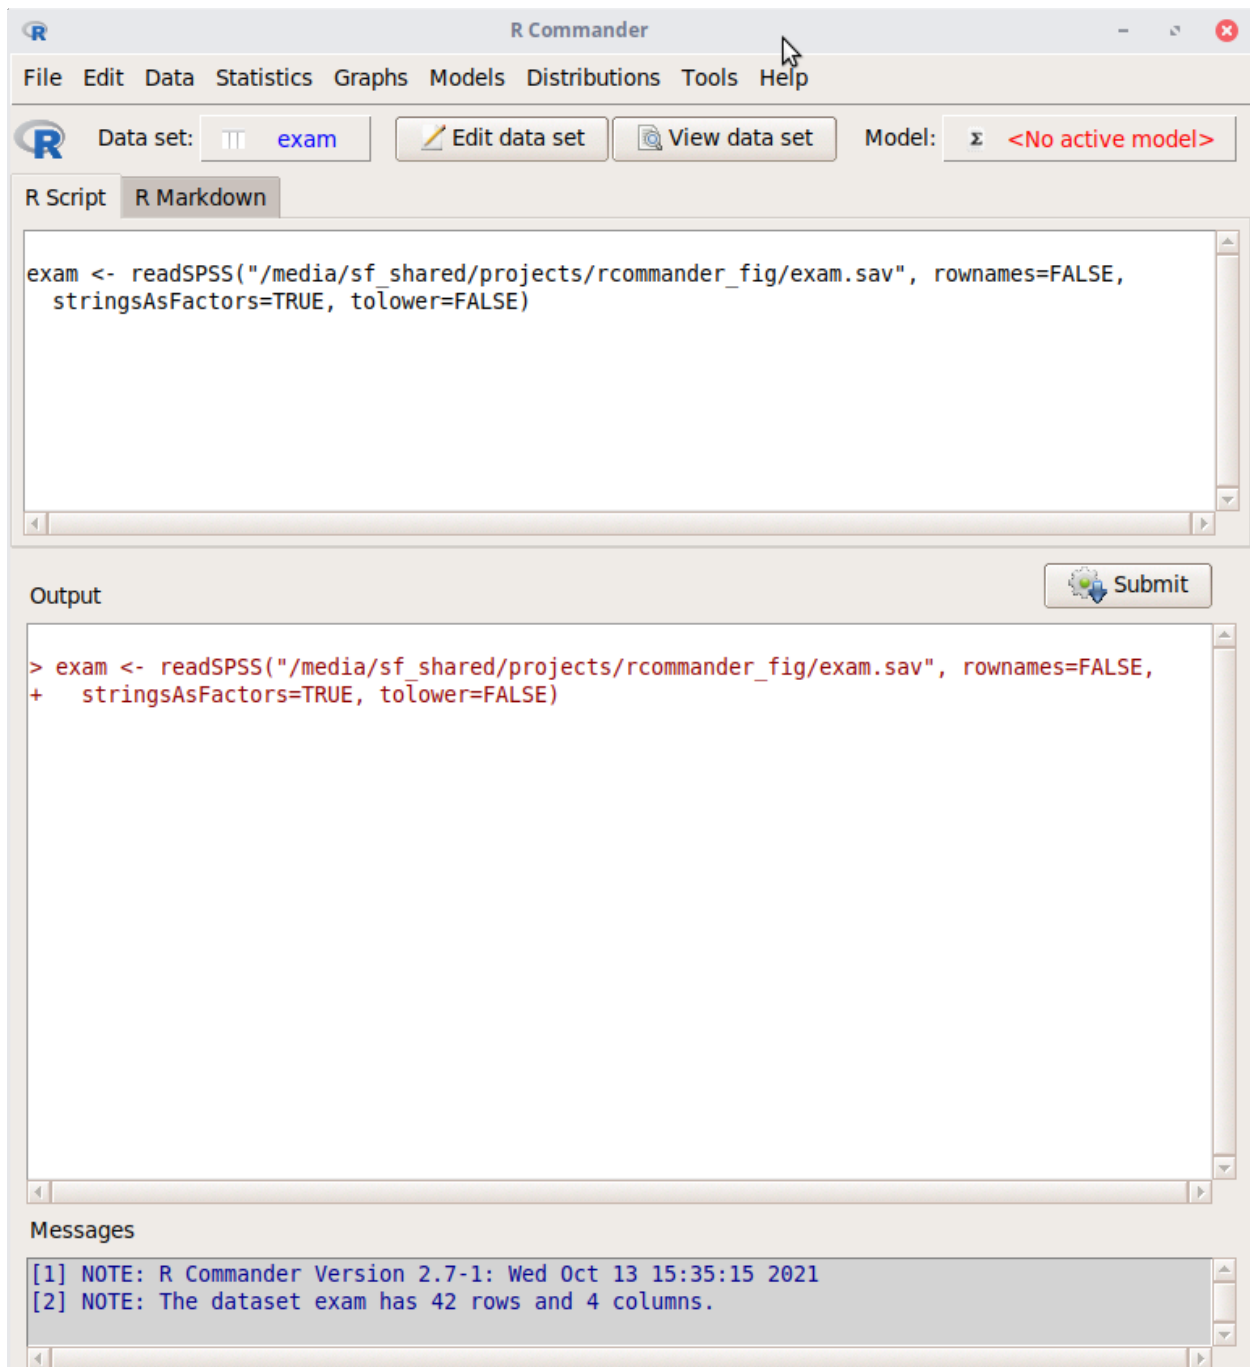 R Commander
File Edit Data Statistics Graphs Models Distributions Tools Help
R Data set: exam Edit data set View data set Model: Σ <No active model>
R Script R Markdown
exam <- readSPSS("/media/sf_shared/projects/rcommander_fig/exam.sav", rownames=FALSE,
  stringsAsFactors=TRUE, tolower=FALSE)
Submit
Output
> exam <- readSPSS("/media/sf_shared/projects/rcommander_fig/exam.sav", rownames=FALSE,
+   stringsAsFactors=TRUE, tolower=FALSE)
Messages
[1] NOTE: R Commander Version 2.7-1: Wed Oct 13 15:35:15 2021
[2] NOTE: The dataset exam has 42 rows and 4 columns.